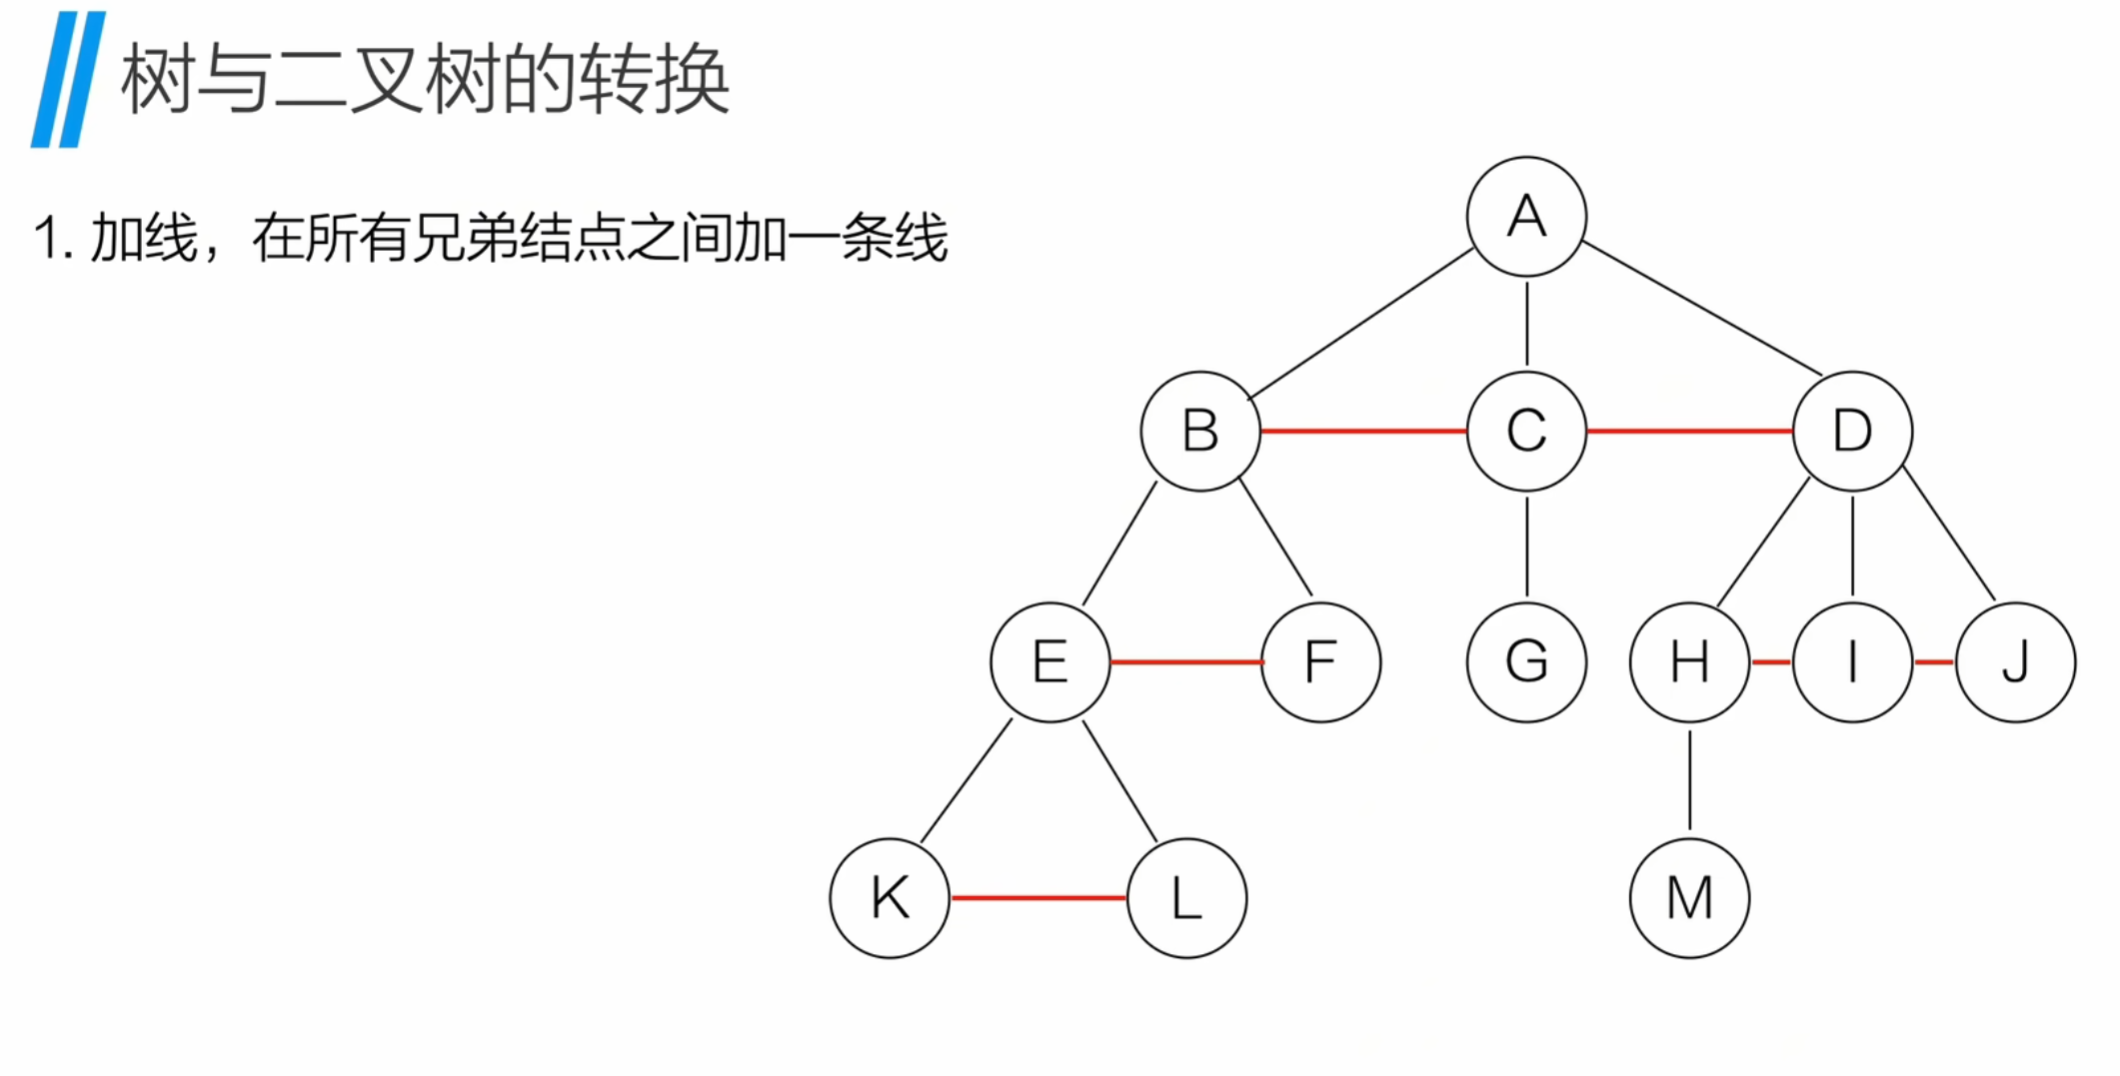 树与二叉树的转换
1. 加线，在所有兄弟结点之间加一条线
A
B C D
E F G H I J
K L M